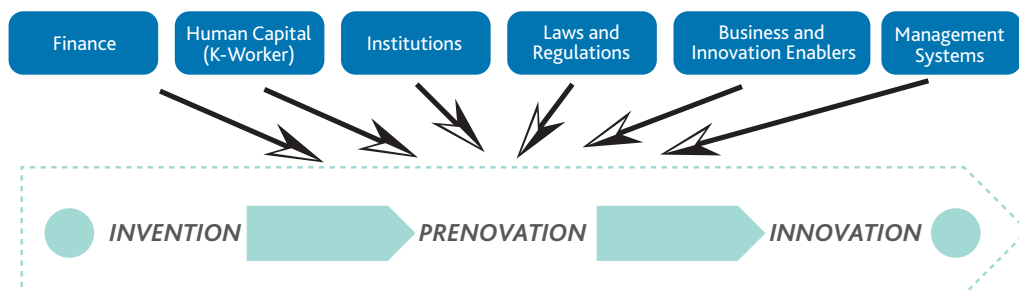 Finance
Human Capital
(K-Worker)
Institutions
Laws and
Regulations
Business and
Innovation Enablers
Management
Systems
INVENTION
PRENOVATION
INNOVATION